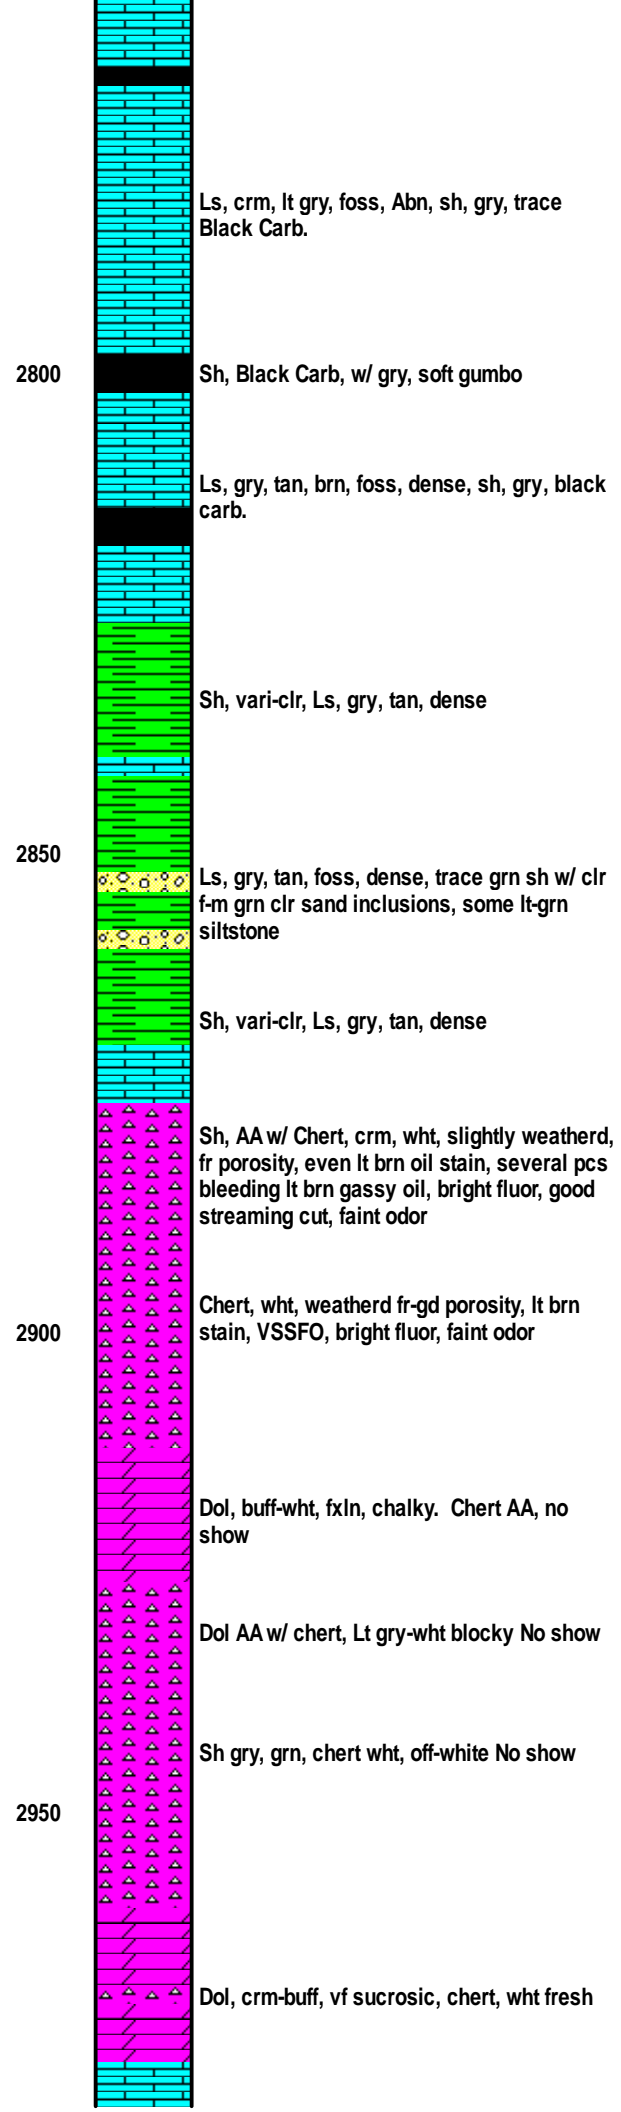 Ls, crm, lt gry, foss, Abn, sh, gry, trace
Black Carb.
2800
Sh, Black Carb, w/ gry, soft gumbo
Ls, gry, tan, brn, foss, dense, sh, gry, black
carb.
Sh, vari-clr, Ls, gry, tan, dense
2850
Ls, gry, tan, foss, dense, trace grn sh w/ clr
f-m grn clr sand inclusions, some lt-grn
siltstone
Sh, vari-clr, Ls, gry, tan, dense
Sh, AA w/ Chert, crm, wht, slightly weatherd,
fr porosity, even lt brn oil stain, several pcs
bleeding lt brn gassy oil, bright fluor, good
streaming cut, faint odor
Chert, wht, weatherd fr-gd porosity, lt brn
2900
stain, VSSFO, bright fluor, faint odor
Dol, buff-wht, fxln, chalky.  Chert AA, no
show
Dol AA w/ chert, Lt gry-wht blocky No show
Sh gry, grn, chert wht, off-white No show
2950
Dol, crm-buff, vf sucrosic, chert, wht fresh